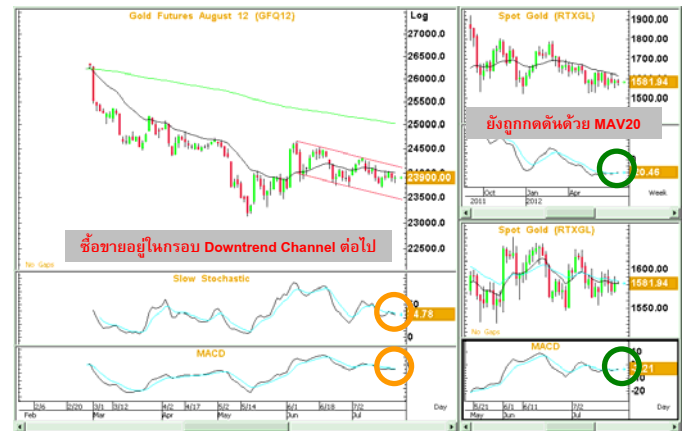 Gold Futures August 12 (GFQ12)
Log
27000.0
26500.0
26000.0
25500.0
25000.0
24500.0
24000.0
23900.00
23500.0
23000.0
22500.0
ซื้อขายอยู่ในกรอบ Downtrend Channel ต่อไป
No Gaps
Slow Stochastic
4.78
0
MACD
2/6 2/20 3/1 3/12 4/2 4/17 5/2 5/14 6/1 6/18 7/2
Feb Mar Apr May Jun Jul
Day
Spot Gold (RTXGL)
1900.00
1800.00
1700.00
1600.00
1581.94
1500.00
ยังถูกกดดันด้วย MAV20
20.46
Oct Jan Apr
2011 2012
Week
Spot Gold (RTXGL)
1600.00
1581.94
1550.00
No Gaps
MACD
-20
5/21 6/1 6/11 7/2
May Jun Jul
Day